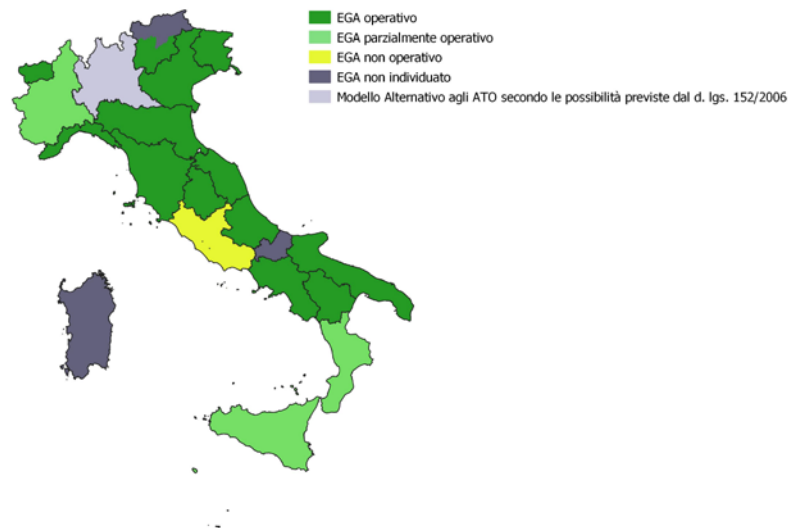 EGA operativo
EGA parzialmente operativo
EGA non operativo
EGA non individuato
Modello Alternativo agli ATO secondo le possibilità previste dal d. lgs. 152/2006